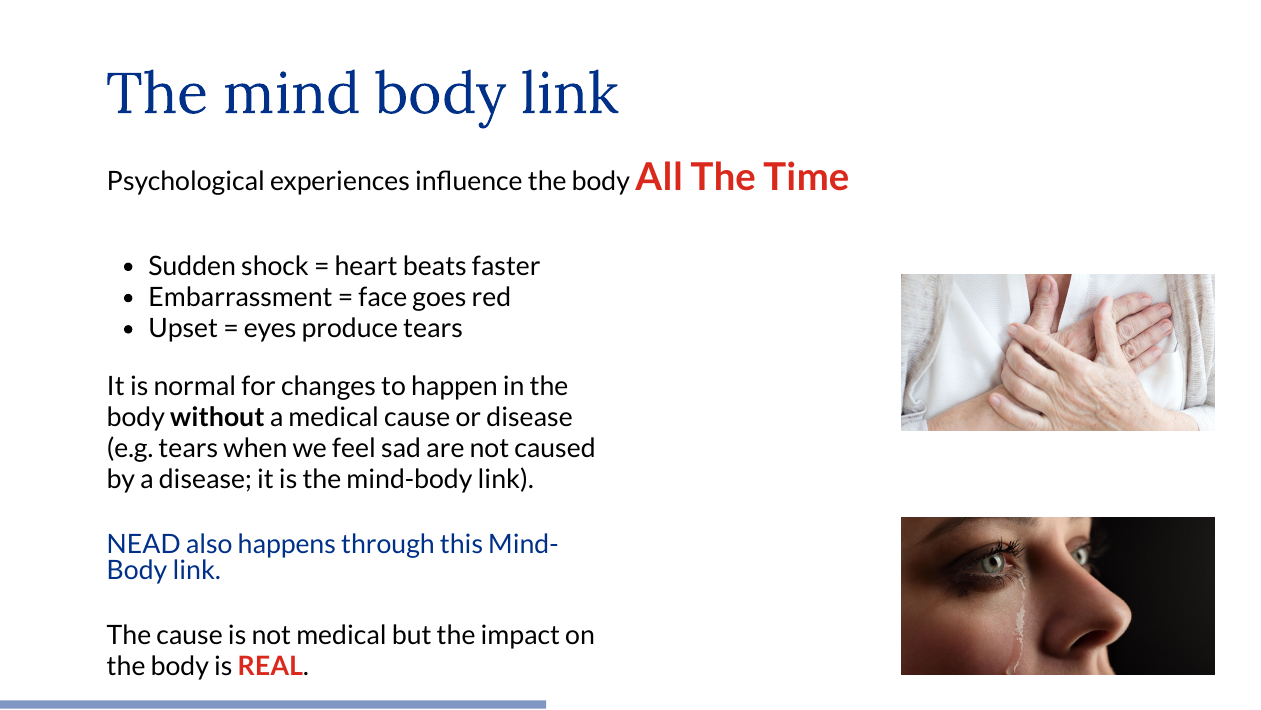 The mind body link
Psychological experiences influence the body All The Time
• Sudden shock = heart beats faster
• Embarrassment = face goes red
• Upset = eyes produce tears
It is normal for changes to happen in the
body without a medical cause or disease
(e.g. tears when we feel sad are not caused
by a disease; it is the mind-body link).
NEAD also happens through this Mind-
Body link.
The cause is not medical but the impact on
the body is REAL.